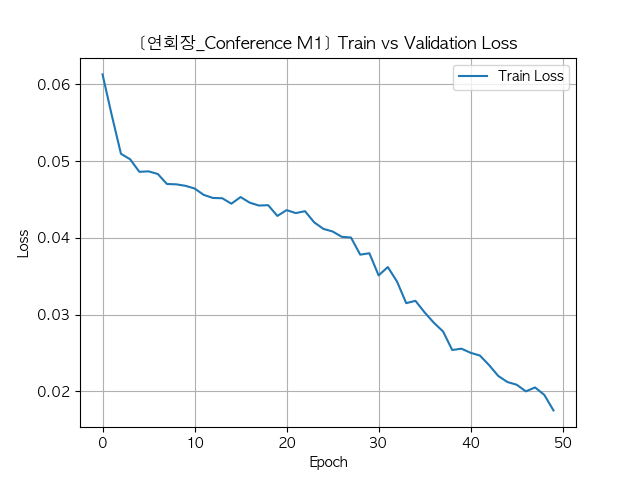 [연회장_Conference M1] Train vs Validation Loss
Train Loss
Loss
0.06
0.05
0.04
0.03
0.02
0 10 20 30 40 50
Epoch